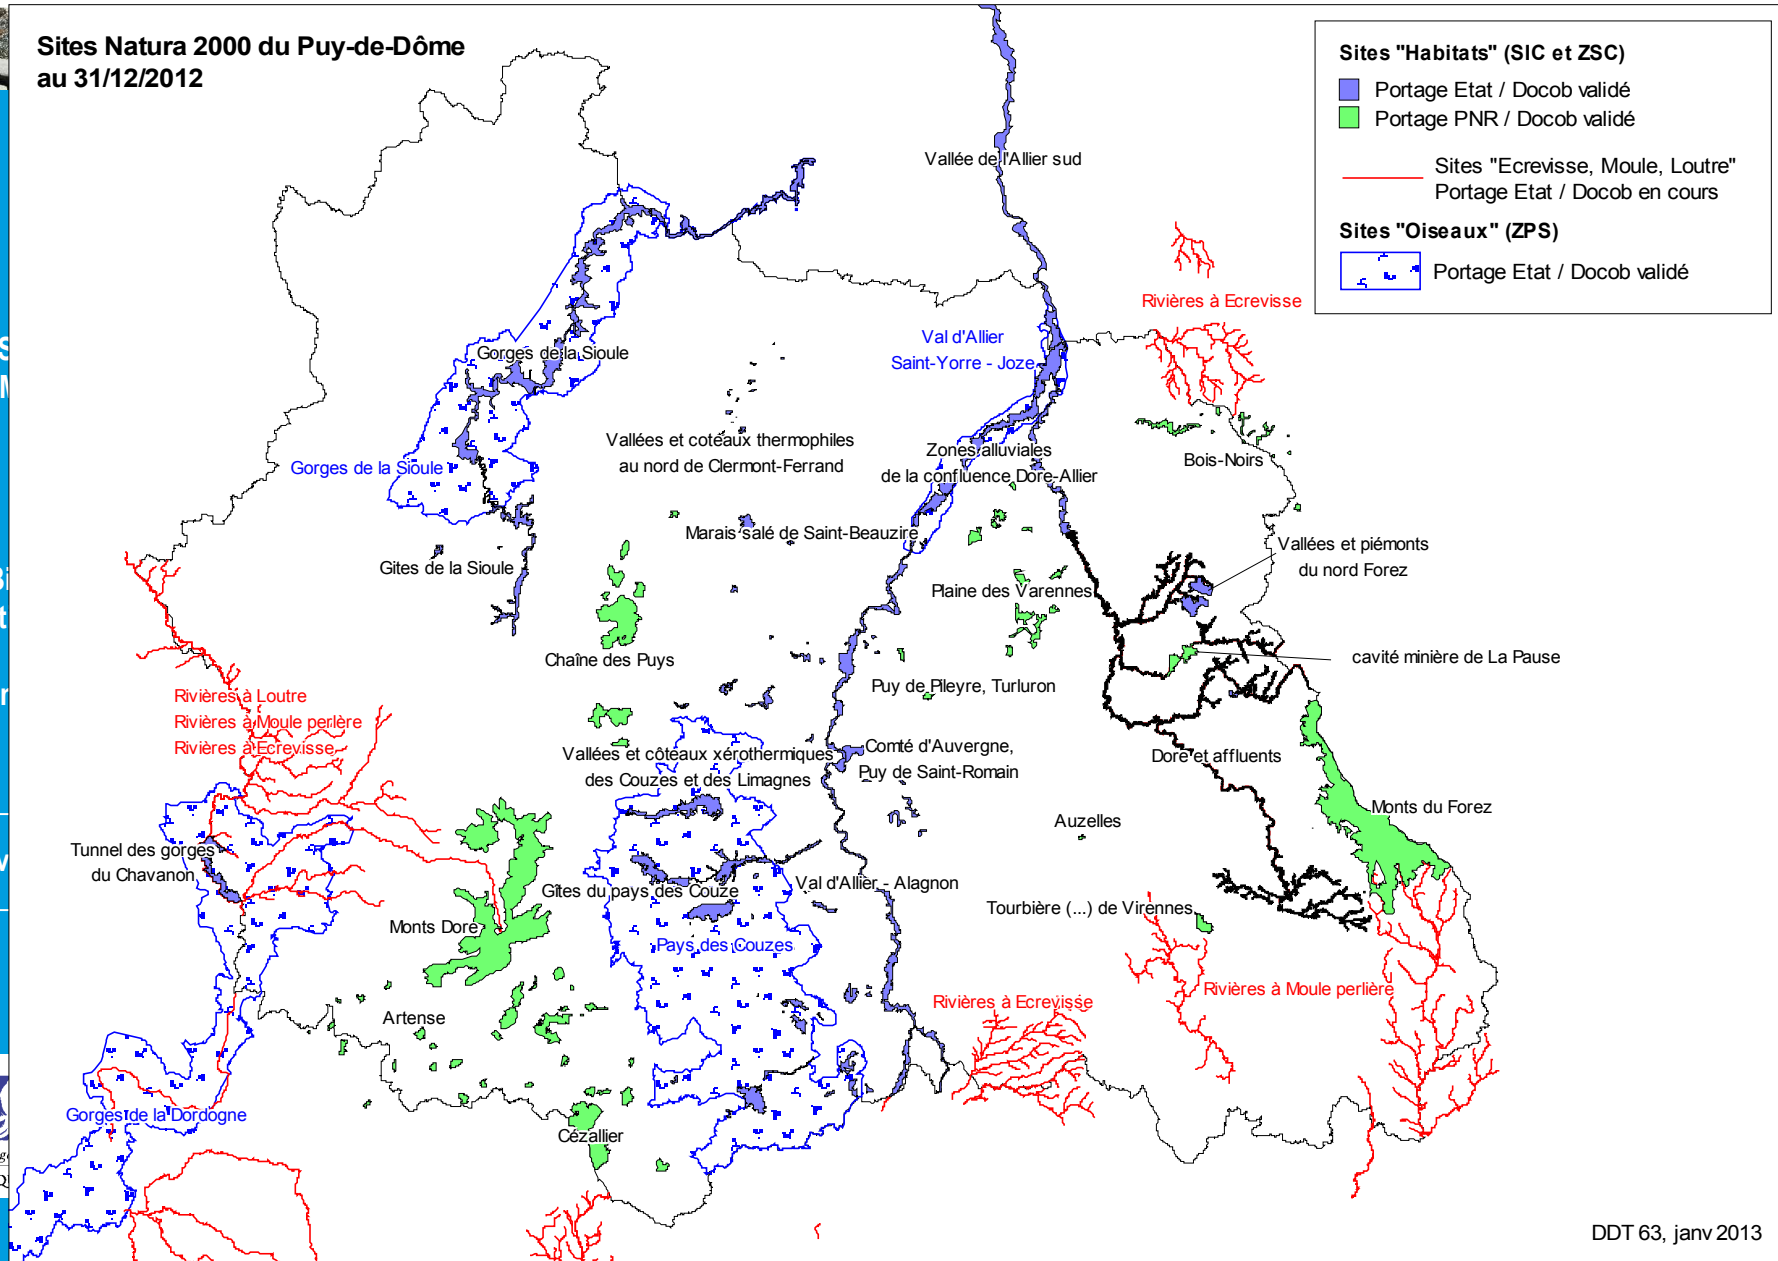 Sites Natura 2000 du Puy-de-Dôme
au 31/12/2012
Sites "Habitats" (SIC et ZSC)
Portage Etat / Docob validé
Portage PNR / Docob validé
Sites "Ecrevisse, Moule, Loutre"
Portage Etat / Docob en cours
Sites "Oiseaux" (ZPS)
Portage Etat / Docob validé
Vallée de l'Allier sud
Rivières à Ecrevisse
Val d'Allier
Saint-Yorre - Joze
Gorges de la Sioule
Vallées et coteaux thermophiles
au nord de Clermont-Ferrand
Zones alluviales
de la confluence Dore-Allier
Bois-Noirs
Gorges de la Sioule
Marais salé de Saint-Beauzire
Vallées et piémonts
du nord Forez
Gites de la Sioule
Plaine des Varennes
Chaîne des Puys
cavité minière de La Pause
Puy de Pileyre, Turluron
Rivières à Loutre
Rivières à Moule perlère
Rivières à Ecrevisse
Vallées et côteaux xérothermiques
des Couzes et des Limagnes
Comté d'Auvergne,
Puy de Saint-Romain
Dore et affluents
Monts du Forez
Auzelles
Tunnel des gorges
du Chavanon
Gîtes du pays des Couze
Val d'Allier - Alagnon
Tourbière (...) de Virennes
Monts Dore
Pays des Couzes
Rivières à Moule perlière
Rivières à Ecrevisse
Artense
Gorges de la Dordogne
Cézallier
DDT 63, janv 2013